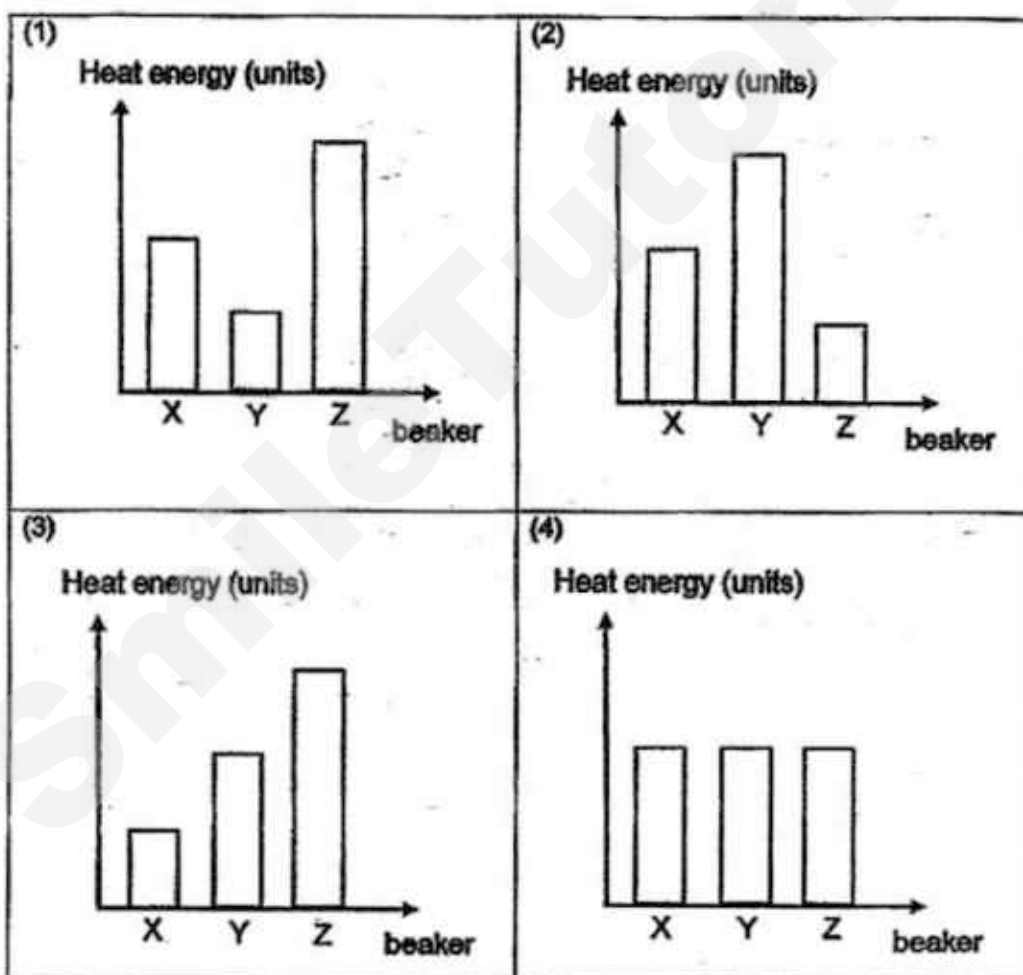 (1)
Heat energy (units)
X Y Z
beaker
(2)
Heat energy (units)
X Y Z
beaker
(3)
Heat energy (units)
X Y Z
beaker
(4)
Heat energy (units)
X Y Z
beaker
SmileTutor